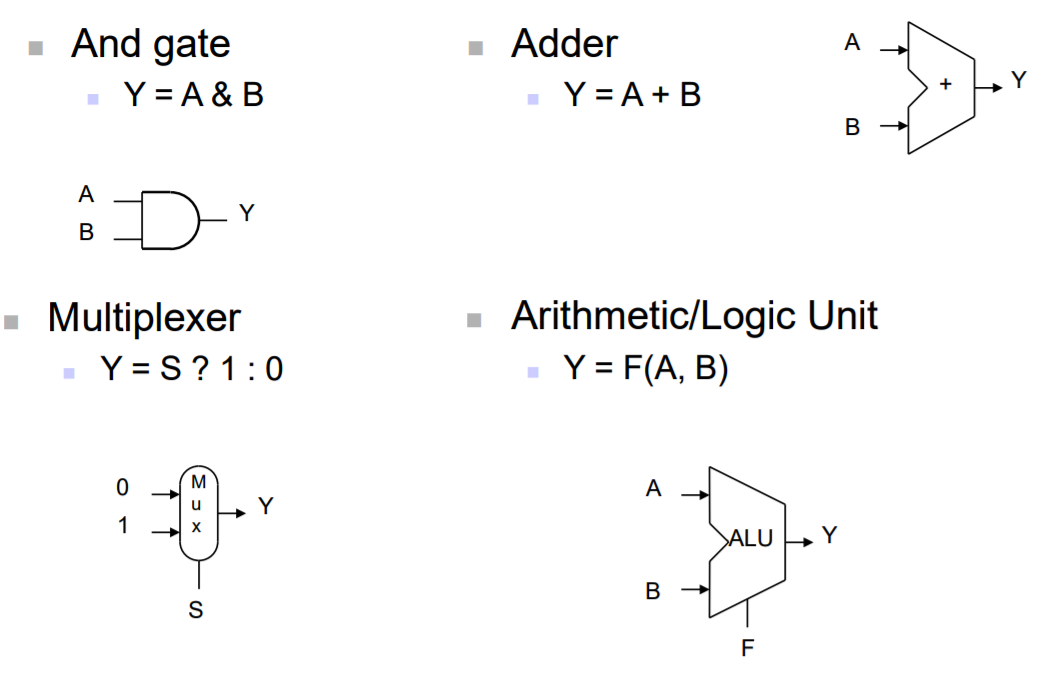 And gate
Y = A & B
A
B
Y
Adder
Y = A + B
A
B
+
Y
Multiplexer
Y = S ? 1 : 0
0
1
M
u
x
Y
S
Arithmetic/Logic Unit
Y = F(A, B)
A
B
ALU
Y
F